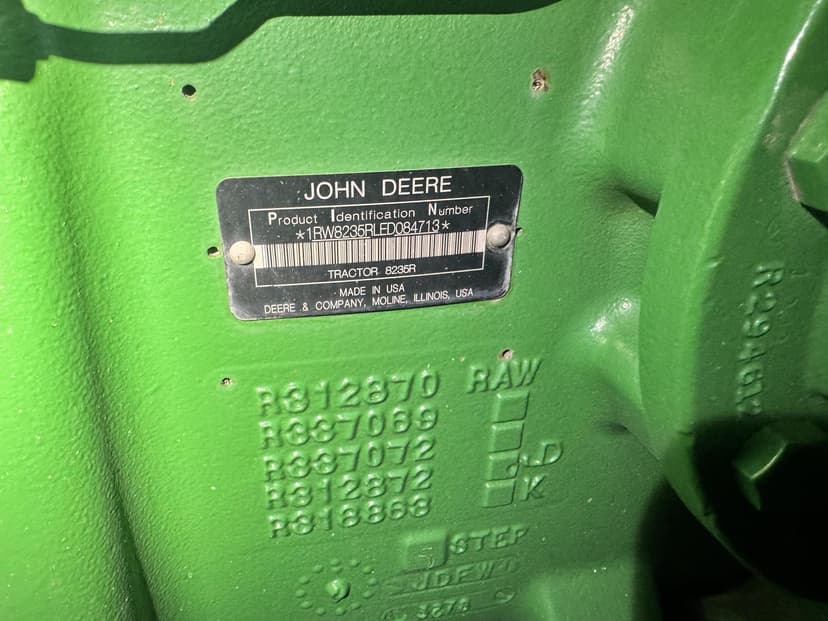 JOHN DEERE
Product Identification Number
*1RW8235RLED084713*
TRACTOR 8235R
MADE IN USA
DEERE & COMPANY, MOLINE, ILLINOIS, USA
R312870 RAW
R337069
R337072
R312872 K
R318868
STEP
JDFW